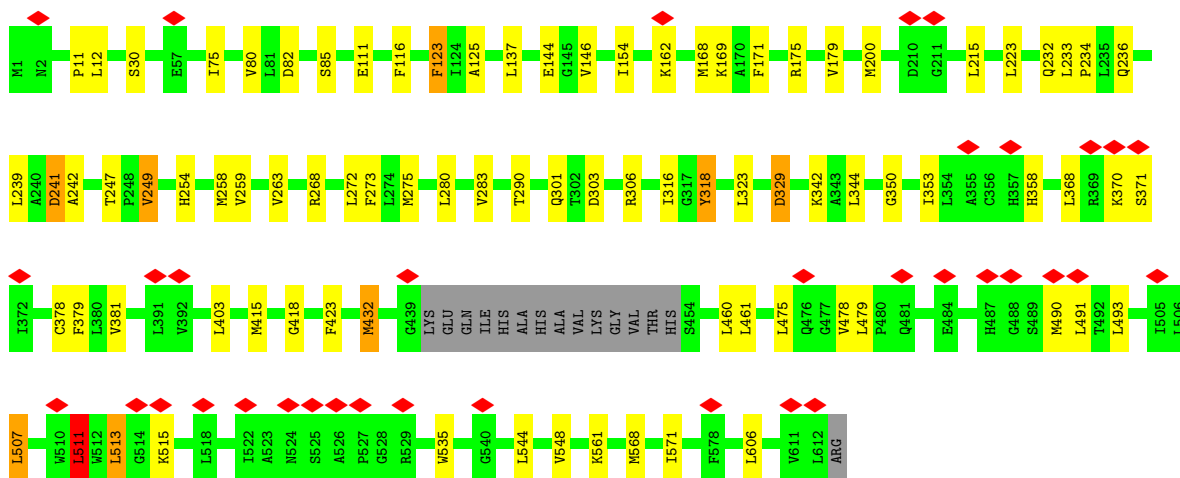 M1 N2 P11 L12 S30 E57 I75 V80 L81 D82 S85 E111 F116 F123 I124 A125 L137 E144 G145 V146 I154 K162 M168 K169 A170 F171 R175 V179 M200 D210 G211 L215 L223 Q232 L233 P234 L235 Q236
L239 A240 D241 A242 T247 P248 V249 H254 M258 V259 V263 R268 L272 F273 L274 M275 L280 V283 T290 Q301 T302 D303 R306 I316 G317 Y318 L323 D329 K342 A343 L344 G350 I353 L354 A355 C356 H357 H358 L368 R369 K370 S371
I372 C378 F379 L380 V381 L391 V392 L403 M415 G418 F423 M432 G439 LYS GLU GLN ILE HIS ALA HIS ALA VAL LYS GLY VAL THR HIS S454 L460 L461 L475 Q476 G477 V478 L479 P480 Q481 E484 H487 G488 S489 M490 L491 T492 L493 I505 L506
L507 W510 L511 W512 L513 G514 K515 L518 I522 A523 N524 S525 A526 P527 G528 R529 W535 G540 L544 V548 K561 M568 I571 F578 L606 V611 L612 ARG